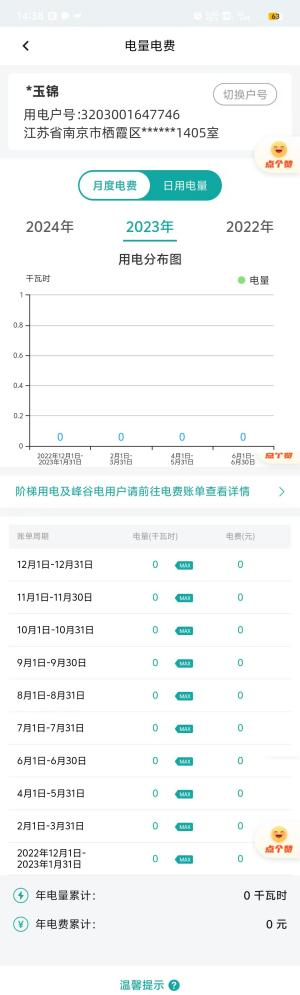 14:38
63
电量电费
*玉锦
切换户号
用电户号:3203001647746
江苏省南京市栖霞区******1405室
点个赞
月度电费 日用电量
2024年 2023年 2022年
用电分布图
千瓦时
电量
1
0.8
0.6
0.4
0.2
0
0 0 0 0
2022年12月1日-
2023年1月31日
2月1日-
3月31日
4月1日-
5月31日
6月1日-
6月30日
点个赞
阶梯用电及峰谷电用户请前往电费账单查看详情
账单周期 电量(千瓦时) 电费(元)
12月1日-12月31日 0 MAX 0
11月1日-11月30日 0 MAX 0
10月1日-10月31日 0 MAX 0
9月1日-9月30日 0 MAX 0
8月1日-8月31日 0 MAX 0
7月1日-7月31日 0 MAX 0
6月1日-6月30日 0 MAX 0
4月1日-5月31日 0 MAX 0
2月1日-3月31日 0 MAX 0
2022年12月1日-
2023年1月31日 0 MAX 0
点个赞
年电量累计: 0 千瓦时
¥ 年电费累计: 0 元
温馨提示 ?